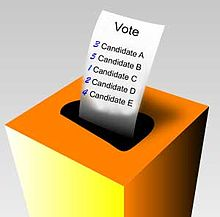 Vote
3 Candidate A
5 Candidate B
1 Candidate C
2 Candidate D
4 Candidate E